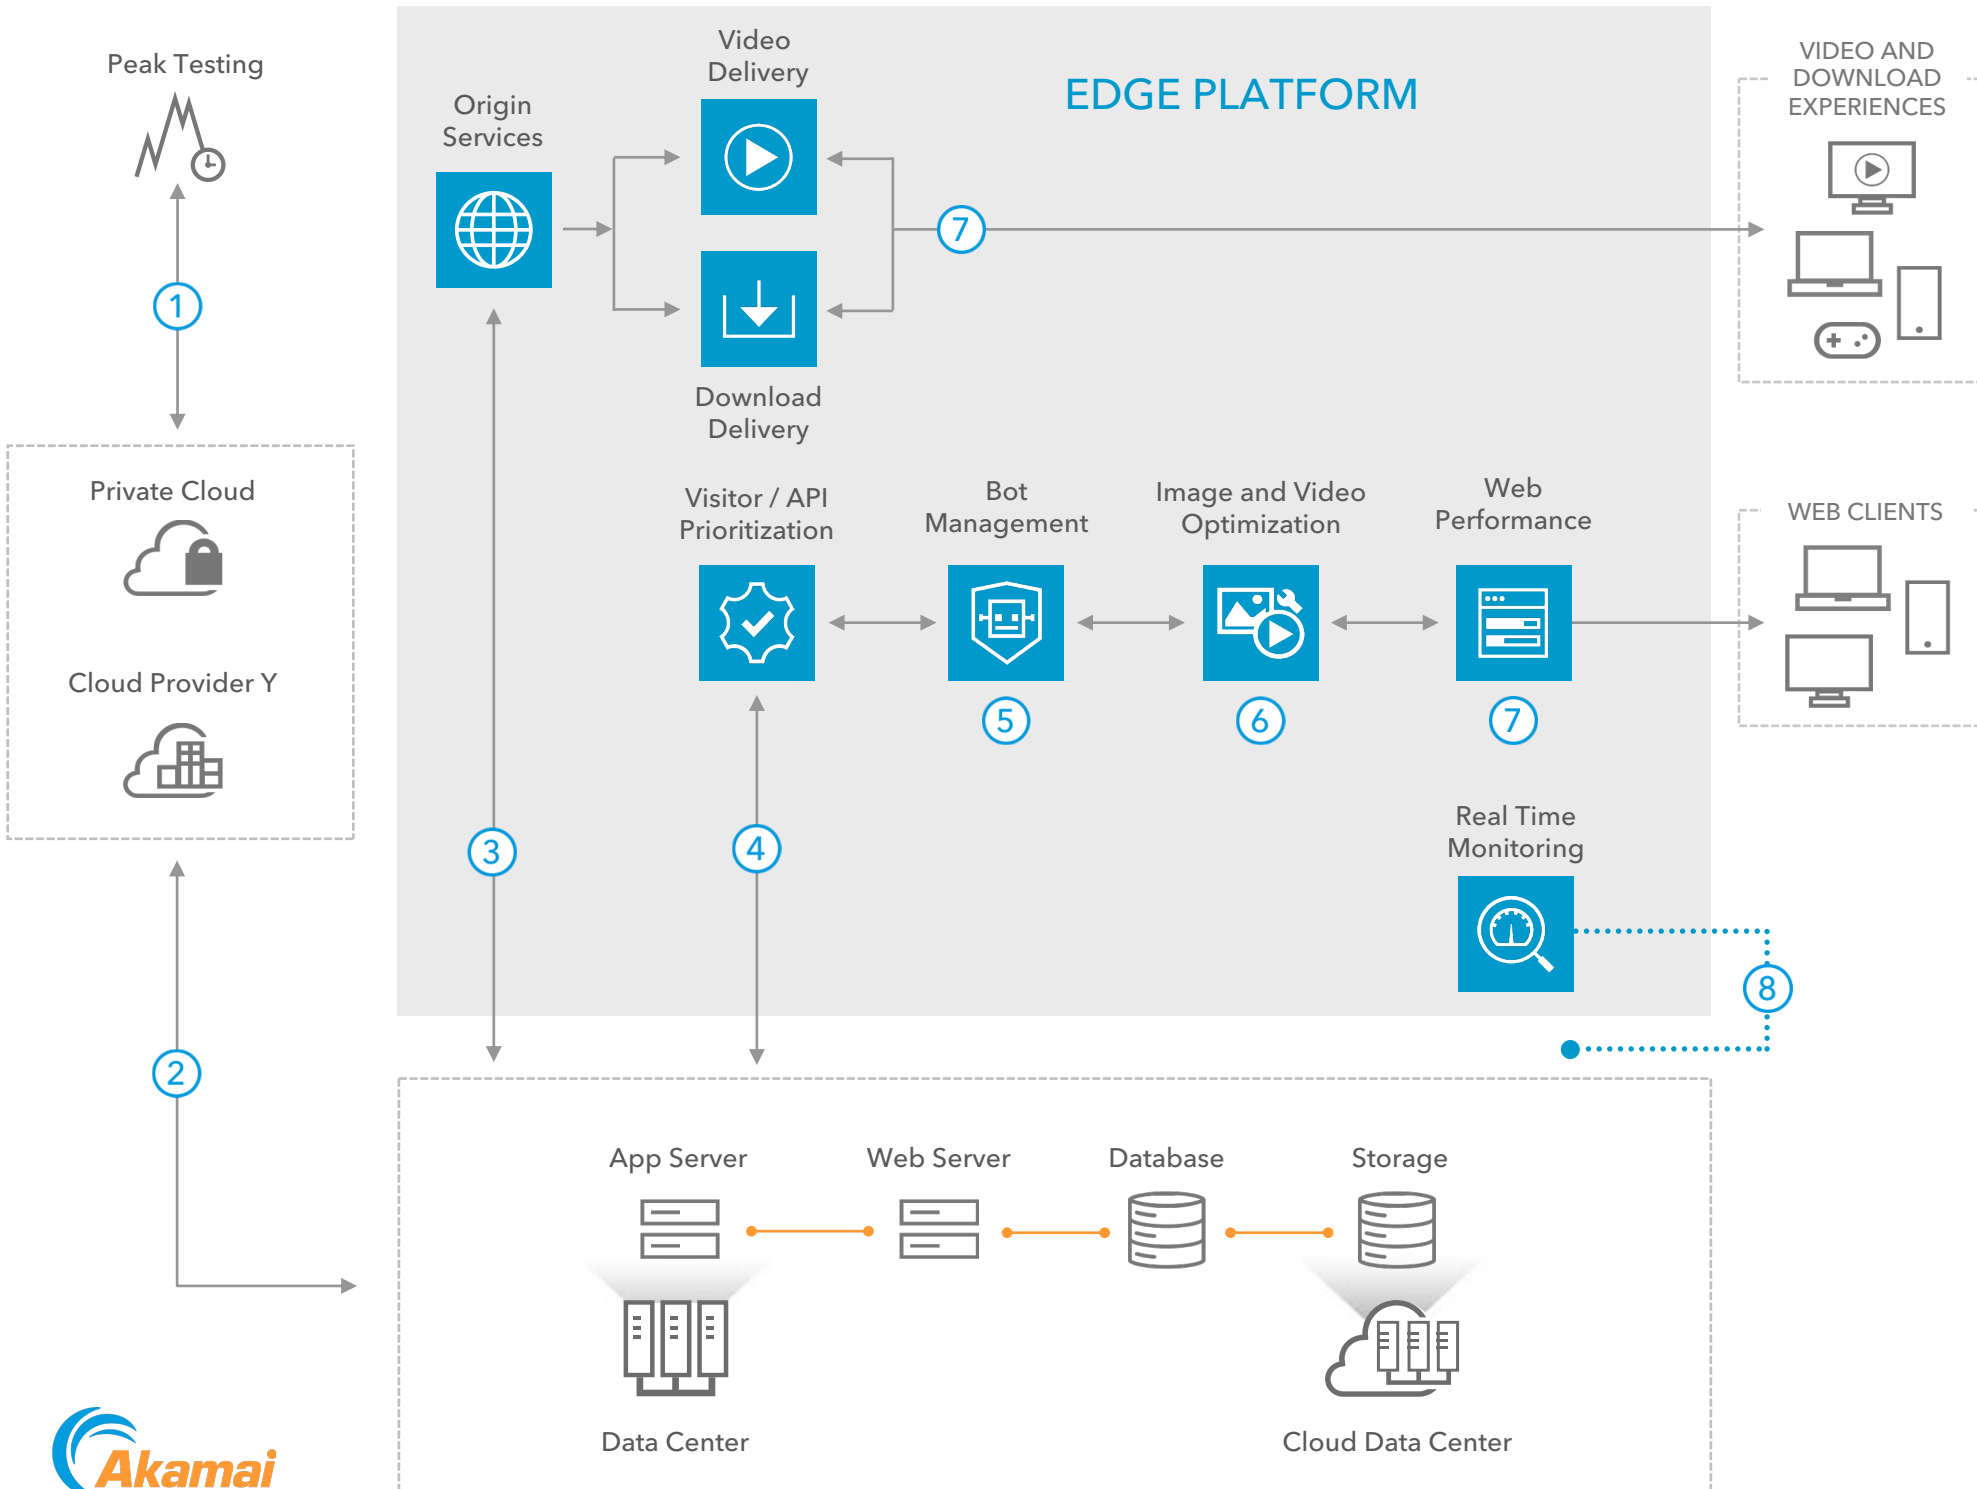 Peak Testing
1
Private Cloud
Cloud Provider Y
2
EDGE PLATFORM
Origin
Services
Video
Delivery
Download
Delivery
7
3
Visitor / API
Prioritization
4
Bot
Management
5
Image and Video
Optimization
6
Web
Performance
7
Real Time
Monitoring
8
VIDEO AND
DOWNLOAD
EXPERIENCES
WEB CLIENTS
App Server
Web Server
Database
Storage
Data Center
Cloud Data Center
Akamai